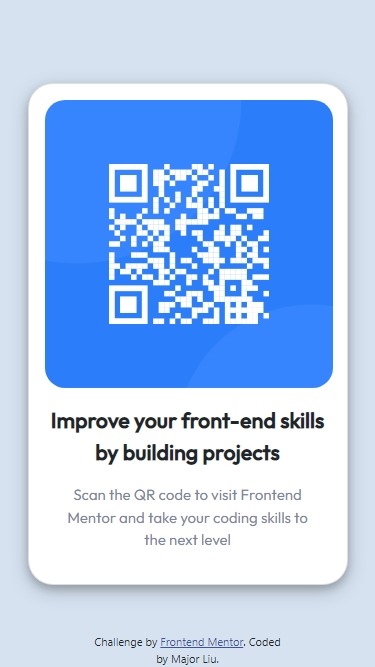 Improve your front-end skills
by building projects
Scan the QR code to visit Frontend
Mentor and take your coding skills to
the next level
Challenge by Frontend Mentor. Coded
by Major Liu.